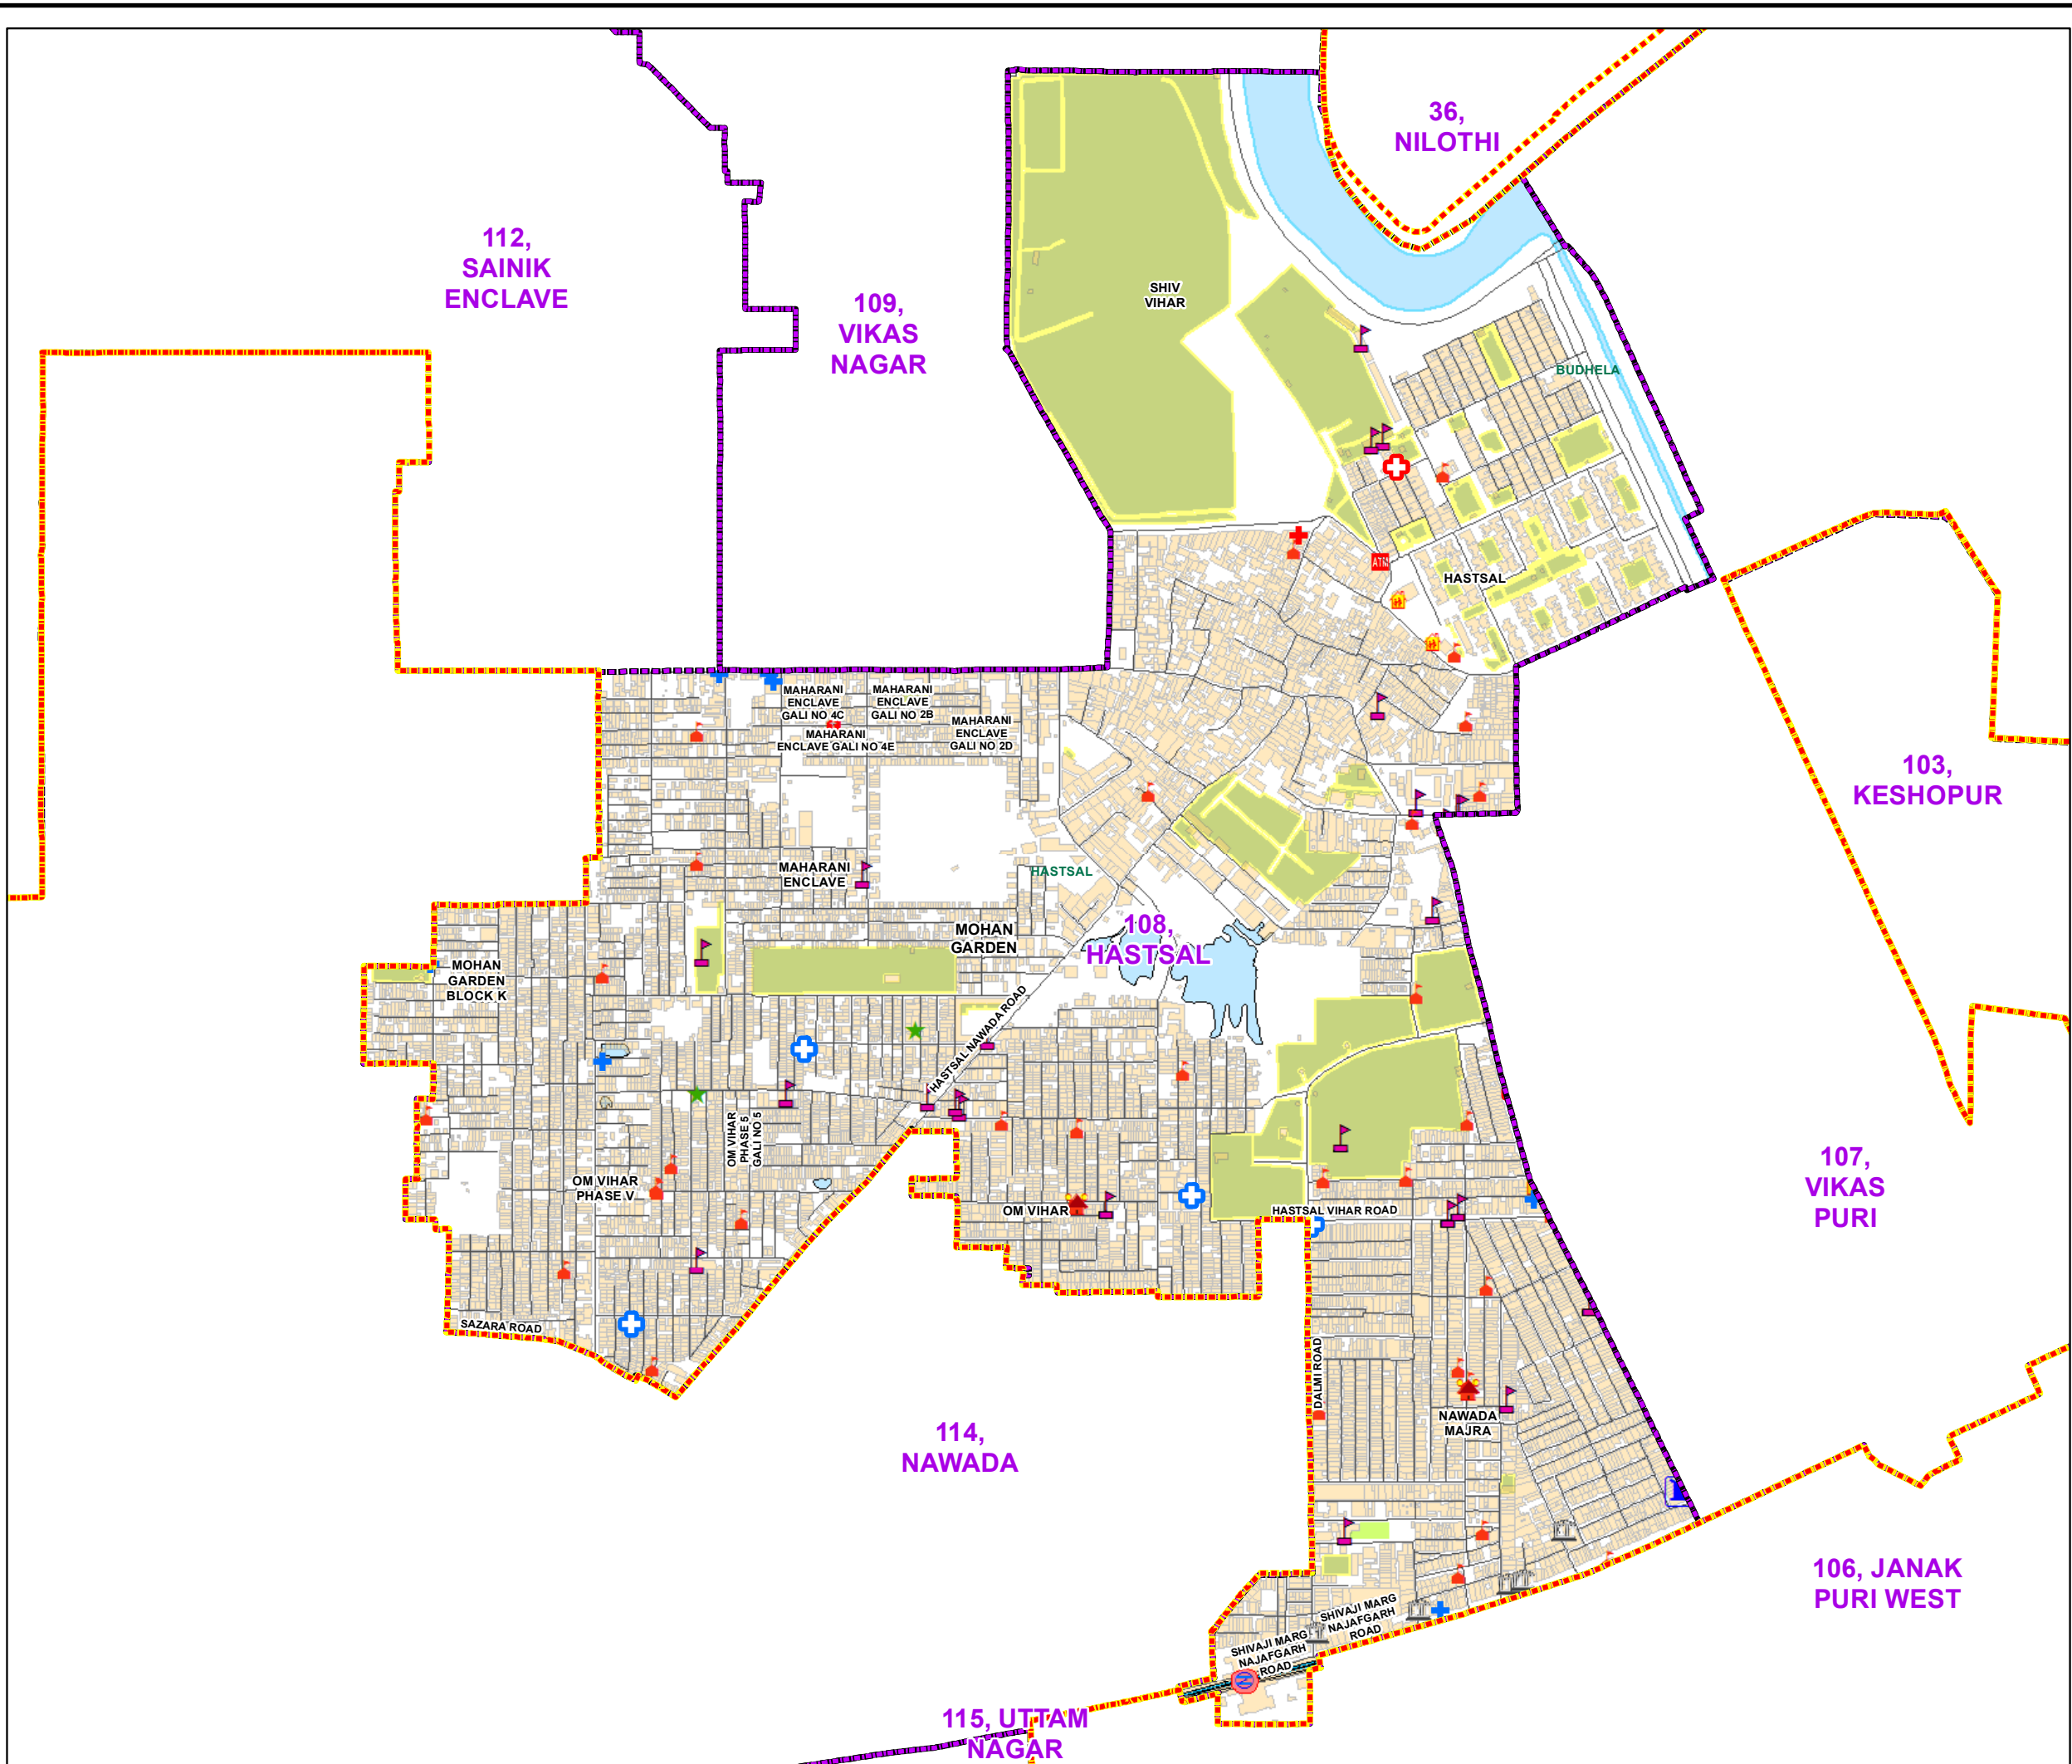 36,
NILOTHI
112,
SAINIK
ENCLAVE
109,
VIKAS
NAGAR
SHIV
VIHAR
BUDHELA
ATM
HASTSAL
MAHARANI
ENCLAVE
GALI NO 4C
MAHARANI
ENCLAVE
GALI NO 2B
MAHARANI
ENCLAVE
GALI NO 2D
MAHARANI
ENCLAVE GALI NO 4E
103,
KESHOPUR
MAHARANI
ENCLAVE
HASTSAL
108,
HASTSAL
MOHAN
GARDEN
MOHAN
GARDEN
BLOCK K
HASTSAL NAWADA ROAD
OM VIHAR
PHASE 5
GALI NO 5
OM VIHAR
PHASE V
OM VIHAR
HASTSAL VIHAR ROAD
107,
VIKAS
PURI
SAZARA ROAD
DALMI ROAD
NAWADA
MAJRA
114,
NAWADA
106, JANAK
PURI WEST
SHIVAJI MARG
NAJAFGARH
ROAD
SHIVAJI MARG
NAJAFGARH
ROAD
115, UTTAM
NAGAR